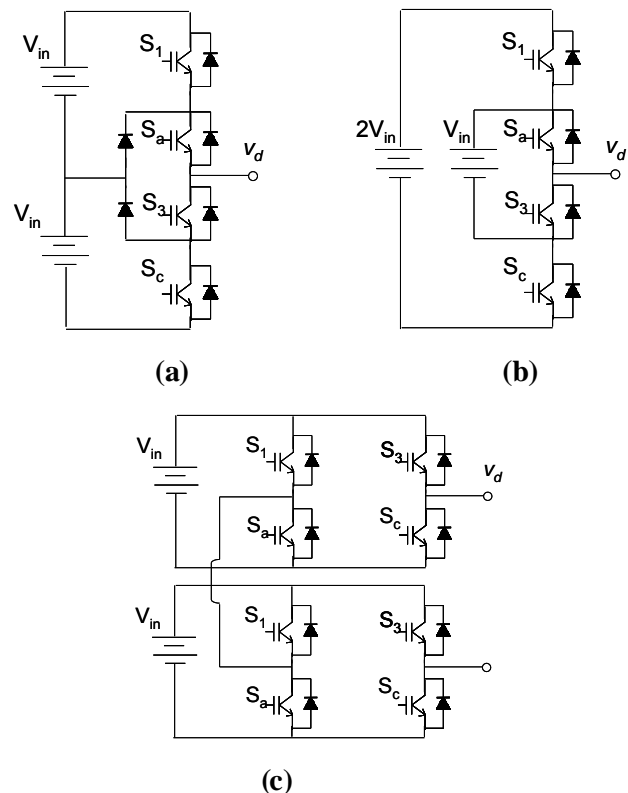 V_in
S_1
S_a
v_d
S_3
V_in
S_c
(a)
S_1
2V_in
V_in
S_a
v_d
S_3
S_c
(b)
V_in
S_1
S_3
v_d
S_a
S_c
V_in
S_1
S_3
S_a
S_c
(c)